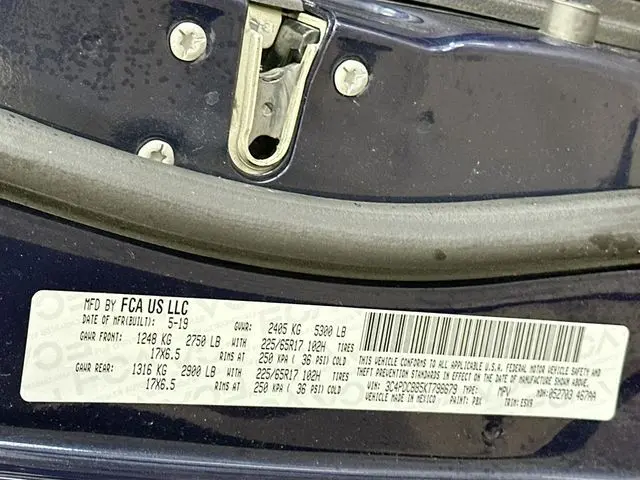 MFD BY FCA US LLC
DATE OF MFR(BUILT): 5-19 GVWR: 2405 KG 5300 LB
GAWR FRONT: 1248 KG 2750 LB WITH 225/65R17 102H TIRES
17X6.5 RIMS AT 250 KPA ( 36 PSI) COLD
GAWR REAR: 1316 KG 2900 LB WITH 225/65R17 102H TIRES
17X6.5 RIMS AT 250 KPA ( 36 PSI) COLD
THIS VEHICLE CONFORMS TO ALL APPLICABLE U.S.A. FEDERAL MOTOR VEHICLE SAFETY AND
THEFT PREVENTION STANDARDS IN EFFECT ON THE DATE OF MANUFACTURE SHOWN ABOVE.
VIN: 3C4PDCBB5KT798679 TYPE: MPV MDH: 052703 467AA
VEHICLE MADE IN MEXICO PAINT: PBX TRIM: E5X9